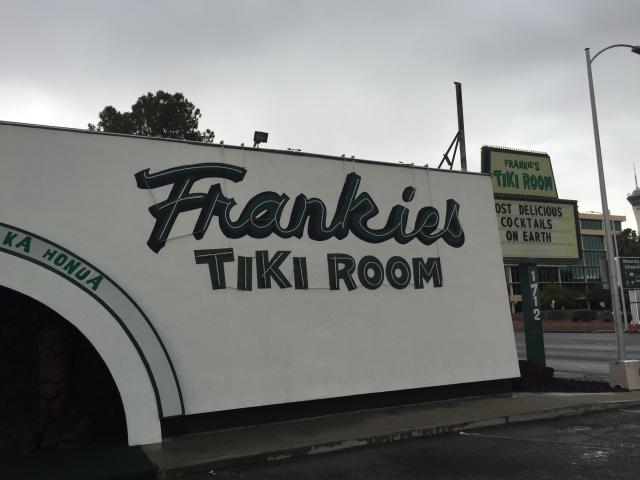 Frankies
TIKI ROOM
KA HONUA
FRANKIE'S
TIKI ROOM
OST DELICIOUS
COCKTAILS
ON EARTH
1712